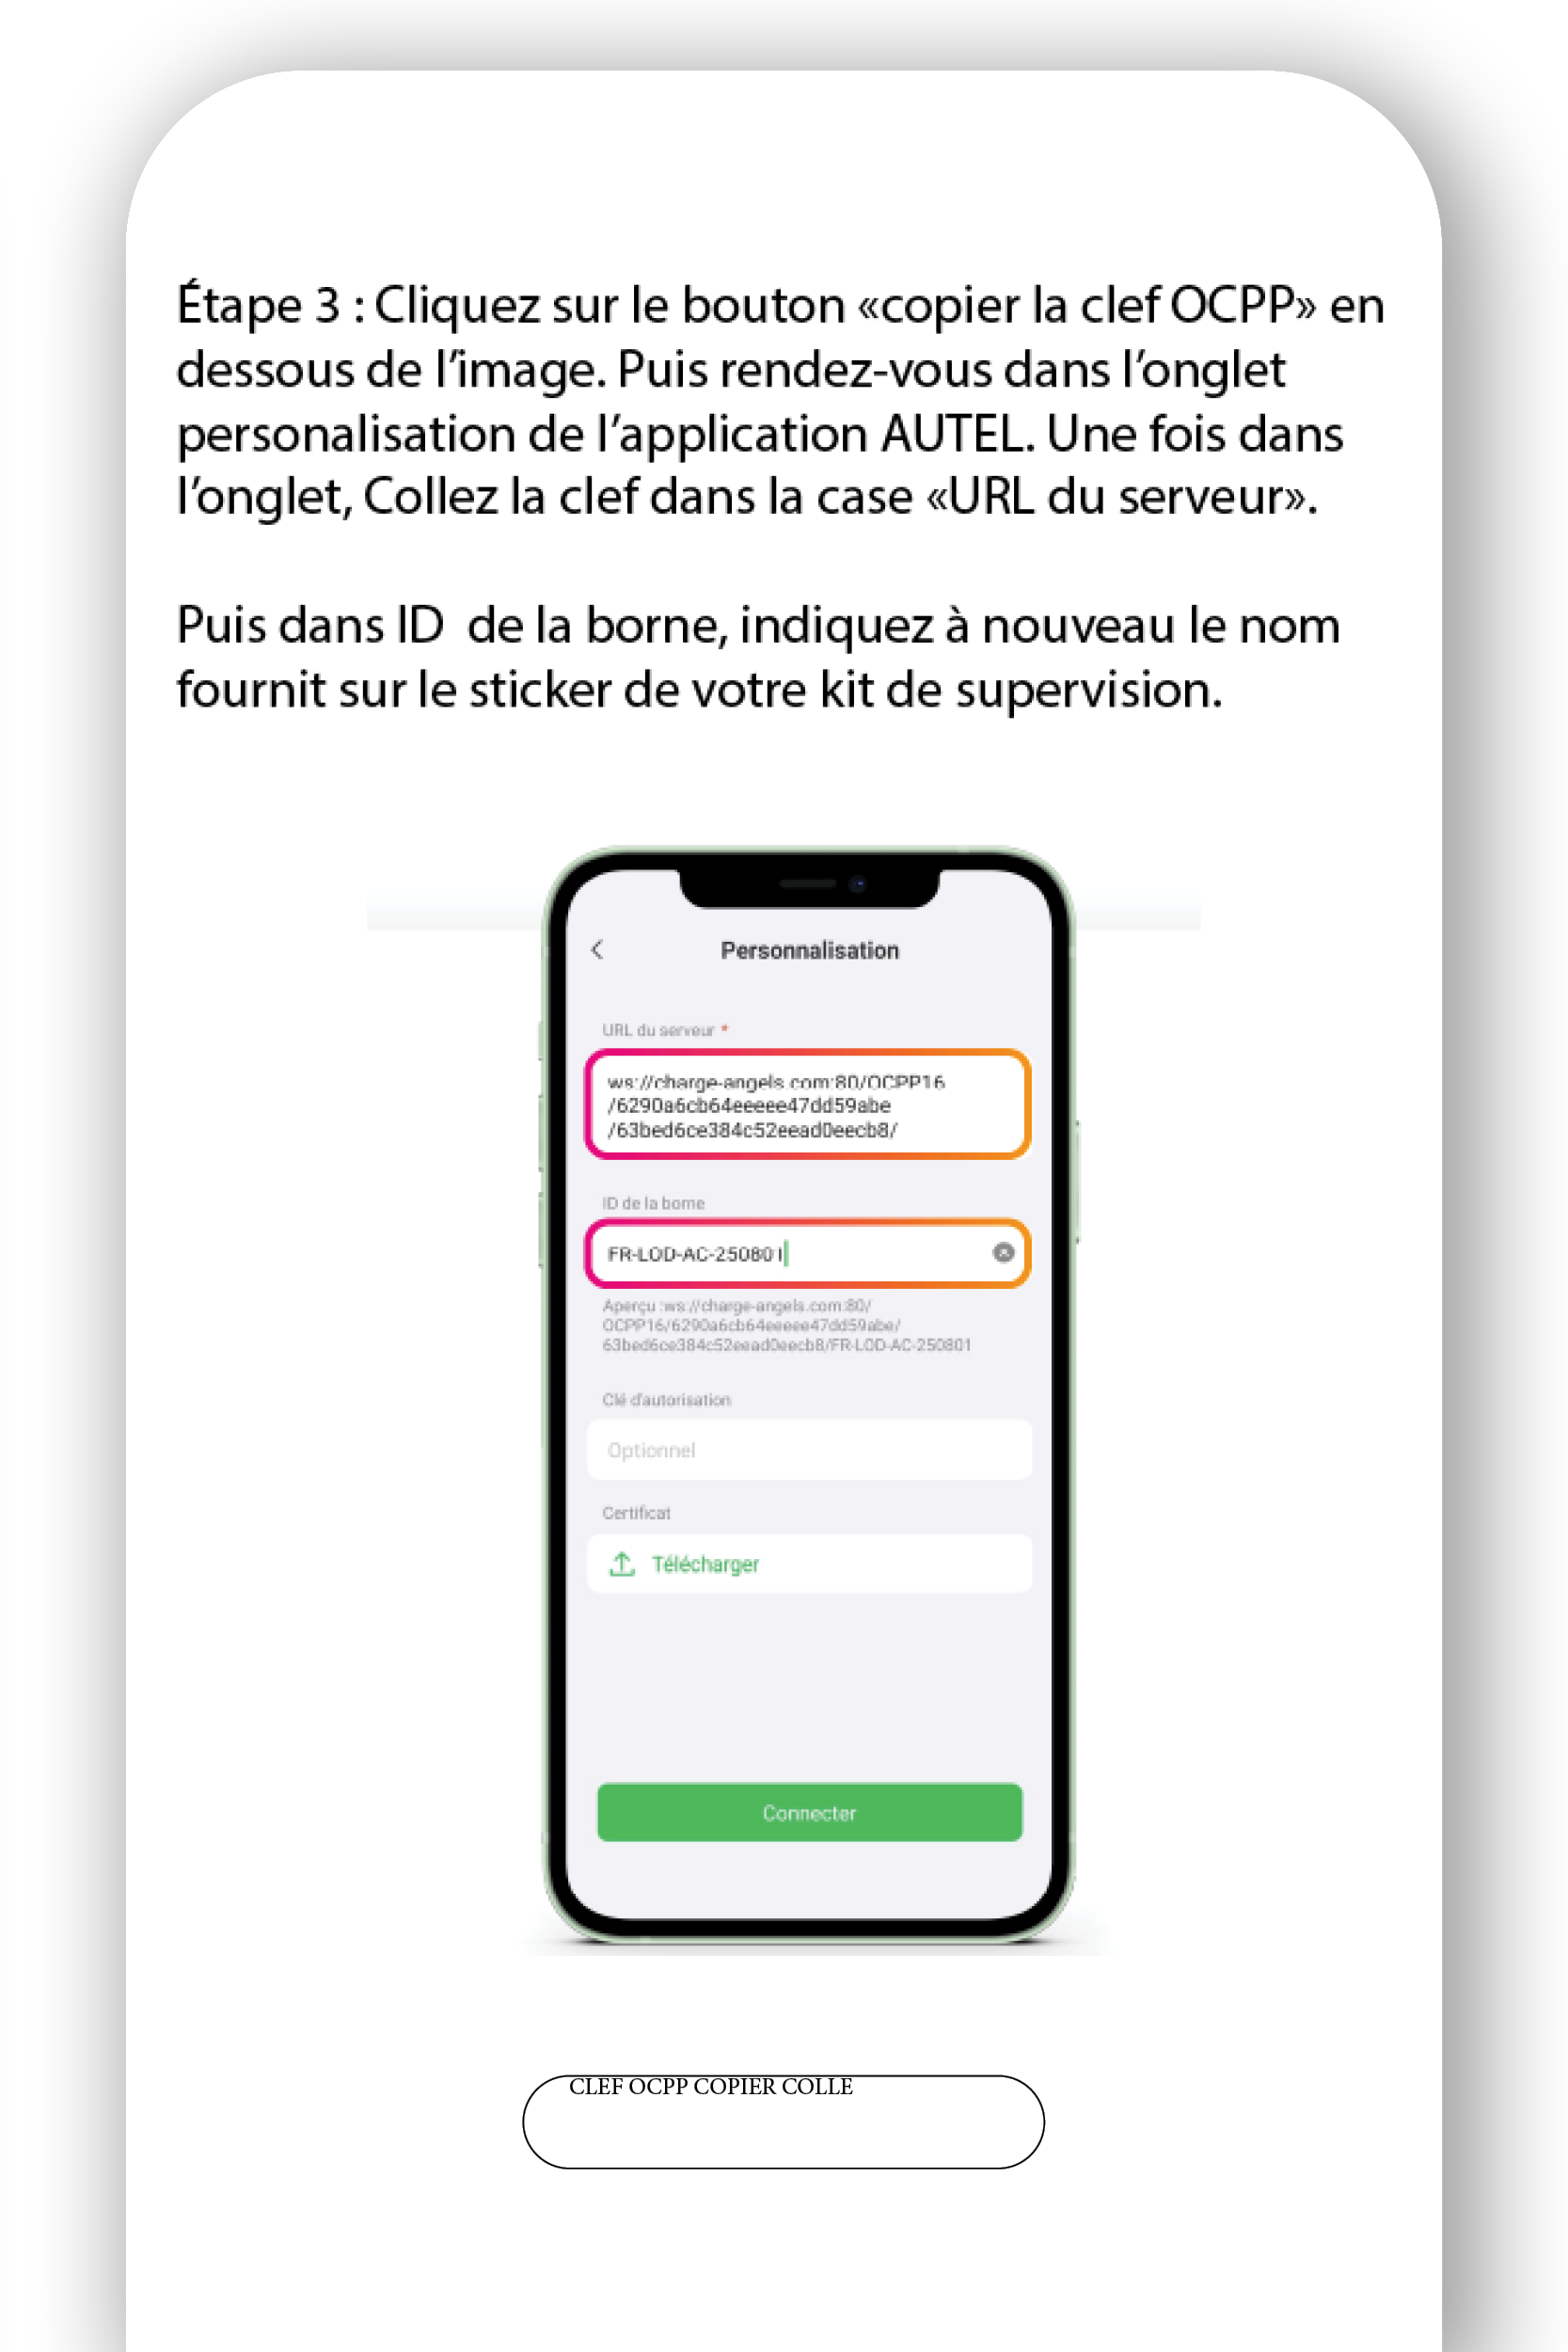 Étape 3 : Cliquez sur le bouton «copier la clef OCPP» en
dessous de l’image. Puis rendez-vous dans l’onglet
personalisation de l’application AUTEL. Une fois dans
l’onglet, Collez la clef dans la case «URL du serveur».
Puis dans ID  de la borne, indiquez à nouveau le nom
fournit sur le sticker de votre kit de supervision.
Personnalisation
URL du serveur *
ws://charge-angels.com:80/OCPP16
/6290a6cb64eeeee47dd59abe
/63bed6ce384c52eead0eecb8/
ID de la borne
FR-LOD-AC-250801
Aperçu :ws://charge-angels.com:80/
OCPP16/6290a6cb64eeeee47dd59abe/
63bed6ce384c52eead0eecb8/FR-LOD-AC-250801
Clé d'autorisation
Optionnel
Certificat
Télécharger
Connecter
CLEF OCPP COPIER COLLE